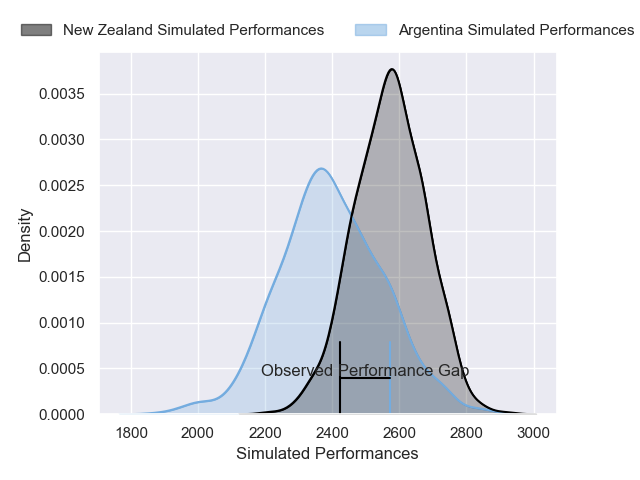 New Zealand Simulated Performances
Argentina Simulated Performances
0.0035
0.0030
0.0025
0.0020
0.0015
0.0010
0.0005
0.0000
Density
Observed Performance Gap
1800 2000 2200 2400 2600 2800 3000
Simulated Performances